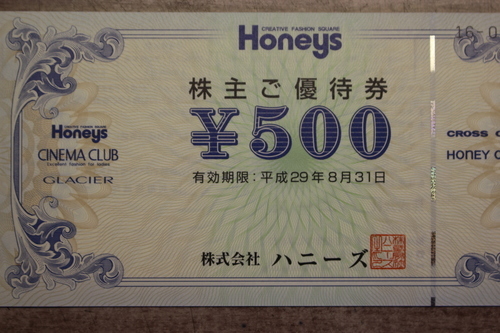 CREATIVE FASHION SQUARE
Honeys
16-0
株主ご優待券
¥500
有効期限:平成29年8月31日
Honeys
CINEMA CLUB
GLACIER
CROSS
HONEY
株式会社 ハニーズ